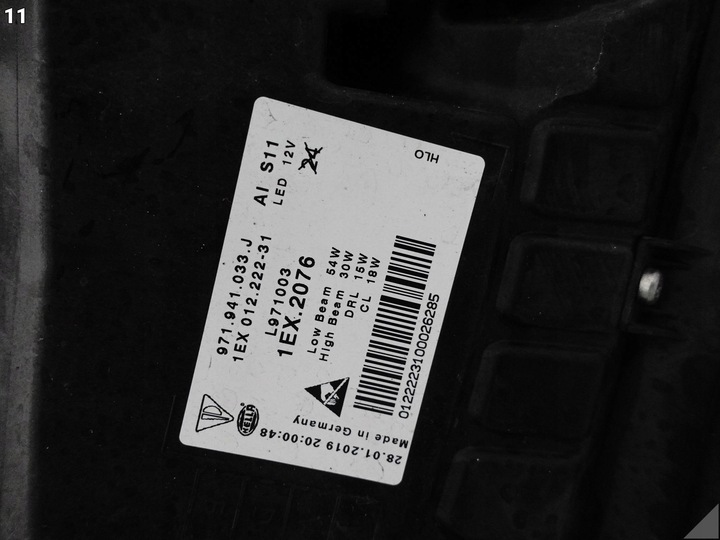 11
971.941.033.J
AI S11
1EX 012.222-31
LED 12V
L971003
24
1EX.2076
Low Beam 54W
High Beam 30W
DRL 15W
CL 18W
0122223100026285
HLO
HELLA
Made in Germany
28.01.2019 20:00:48